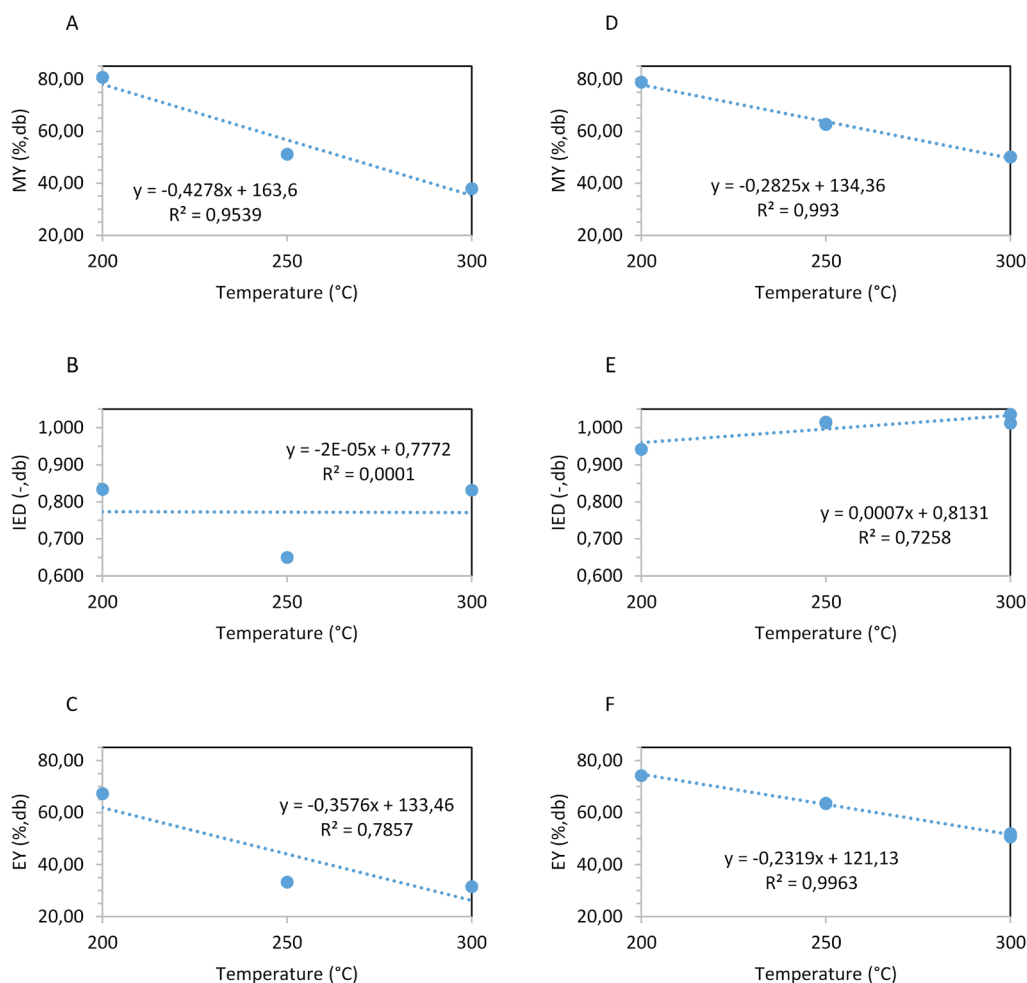 A
80,00
60,00
40,00
20,00
MY (%,db)
y = -0,4278x + 163,6
R² = 0,9539
200
250
300
Temperature (°C)
D
80,00
60,00
40,00
20,00
MY (%,db)
y = -0,2825x + 134,36
R² = 0,993
200
250
300
Temperature (°C)
B
1,000
0,900
0,800
0,700
0,600
IED (-,db)
y = -2E-05x + 0,7772
R² = 0,0001
200
250
300
Temperature (°C)
E
1,000
0,900
0,800
0,700
0,600
IED (-,db)
y = 0,0007x + 0,8131
R² = 0,7258
200
250
300
Temperature (°C)
C
80,00
60,00
40,00
20,00
EY (%,db)
y = -0,3576x + 133,46
R² = 0,7857
200
250
300
Temperature (°C)
F
80,00
60,00
40,00
20,00
EY (%,db)
y = -0,2319x + 121,13
R² = 0,9963
200
250
300
Temperature (°C)